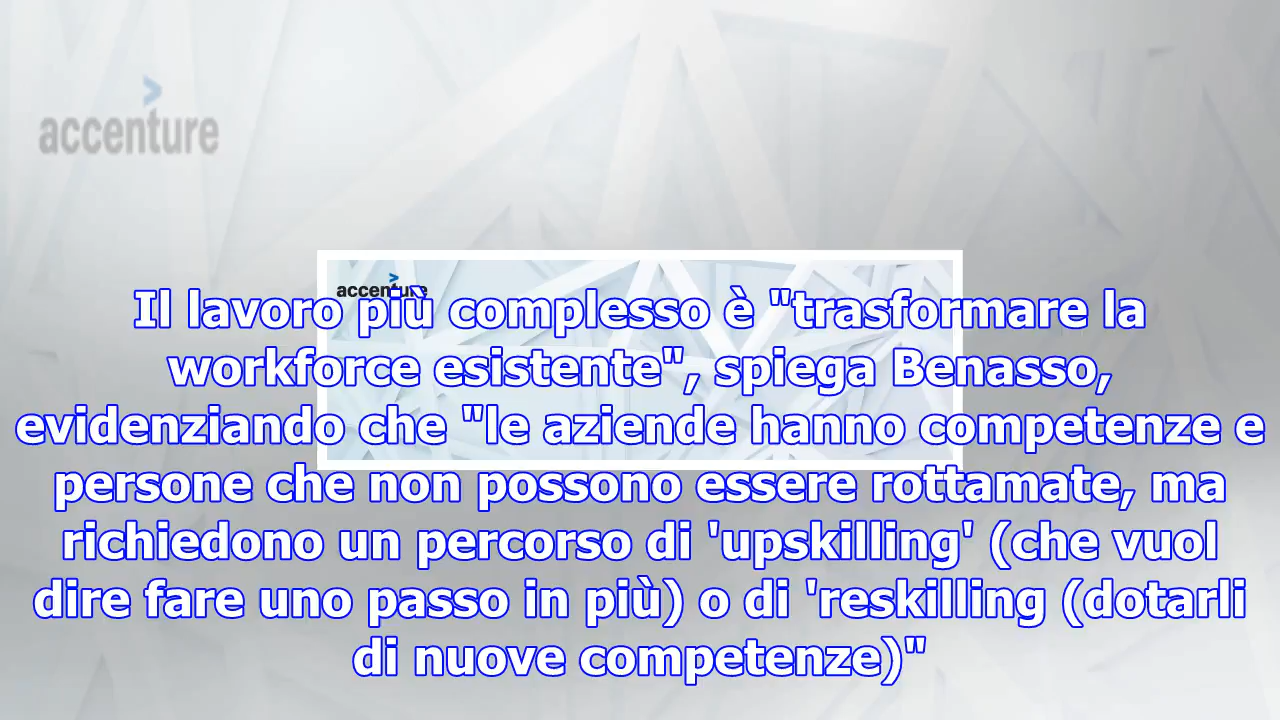 >
accenture
>
accenture
Il lavoro più complesso è "trasformare la
workforce esistente", spiega Benasso,
evidenziando che "le aziende hanno competenze e
persone che non possono essere rottamate, ma
richiedono un percorso di 'upskilling' (che vuol
dire fare uno passo in più) o di 'reskilling (dotarli
di nuove competenze)"